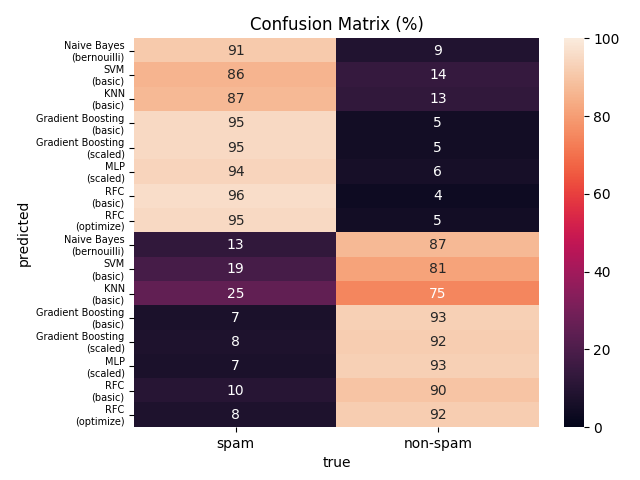 Confusion Matrix (%)
predicted
Naive Bayes
(bernouilli)
91 9
SVM
(basic)
86 14
KNN
(basic)
87 13
Gradient Boosting
(basic)
95 5
Gradient Boosting
(scaled)
95 5
MLP
(scaled)
94 6
RFC
(basic)
96 4
RFC
(optimize)
95 5
Naive Bayes
(bernouilli)
13 87
SVM
(basic)
19 81
KNN
(basic)
25 75
Gradient Boosting
(basic)
7 93
Gradient Boosting
(scaled)
8 92
MLP
(scaled)
7 93
RFC
(basic)
10 90
RFC
(optimize)
8 92
spam non-spam
true
100
80
60
40
20
0